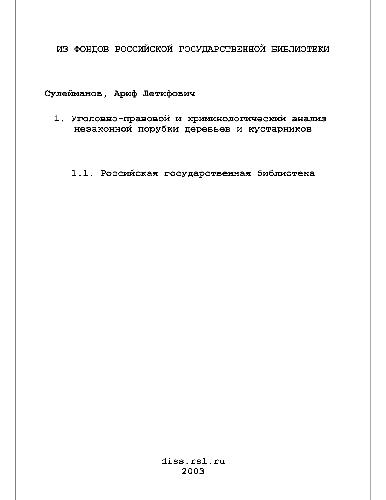 ИЗ ФОНДОВ РОССИЙСКОЙ ГОСУДАРСТВЕННОЙ БИБЛИОТЕКИ
Сулейманов, Ариф Летифович
1. Уголовно-правовой и криминологический анализ
незаконной порубки деревьев и кустарников
1.1. Российская государственная библиотека
diss.rsl.ru
2003